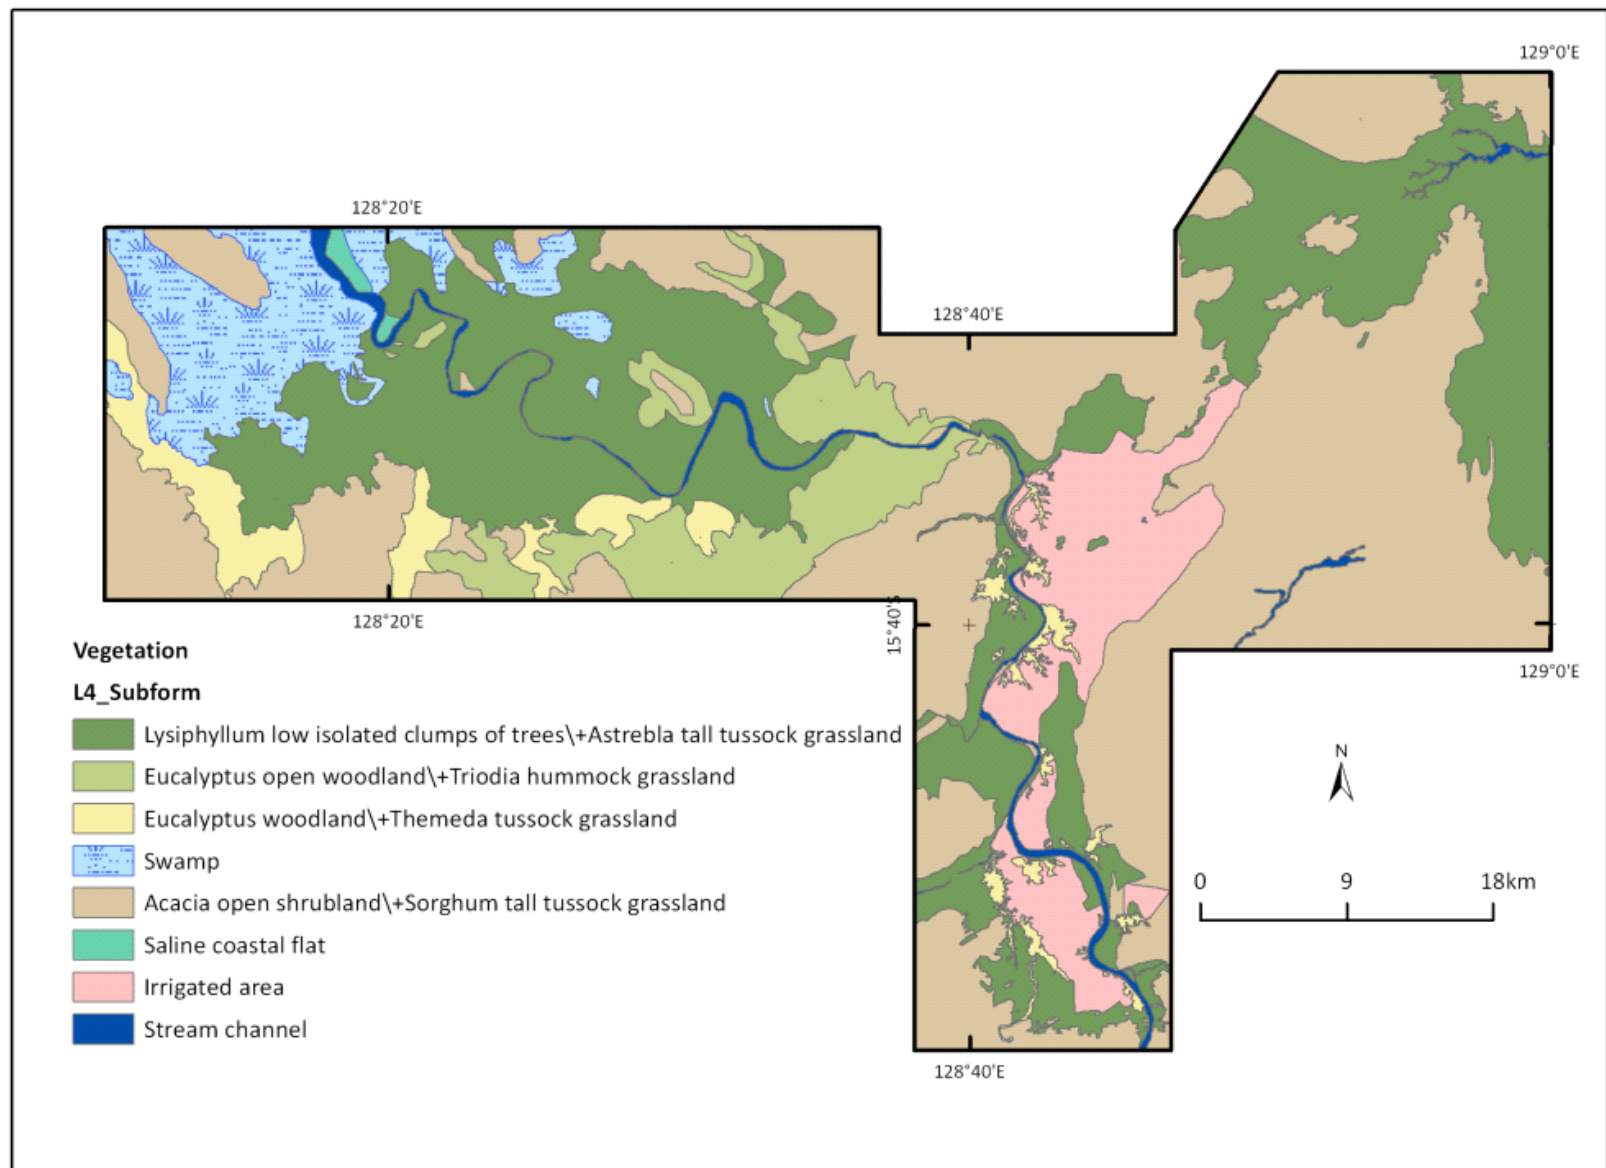 129°0'E
128°20'E
128°40'E
128°20'E
15°40'S
129°0'E
Vegetation
L4_Subform
Lysiphyllum low isolated clumps of trees\+Astrebla tall tussock grassland
Eucalyptus open woodland\+Triodia hummock grassland
Eucalyptus woodland\+Themeda tussock grassland
Swamp
Acacia open shrubland\+Sorghum tall tussock grassland
Saline coastal flat
Irrigated area
Stream channel
N
0 9 18km
128°40'E